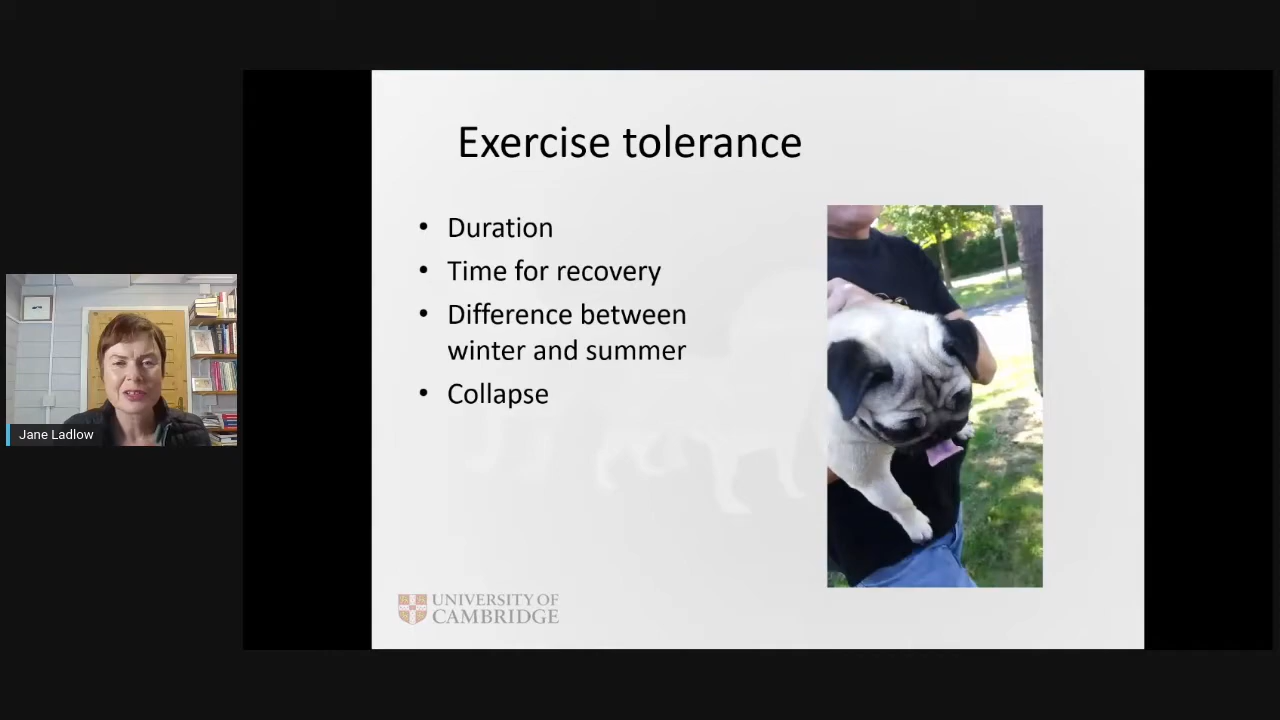 Exercise tolerance
• Duration
• Time for recovery
• Difference between
winter and summer
• Collapse
Jane Ladlow
UNIVERSITY OF
CAMBRIDGE